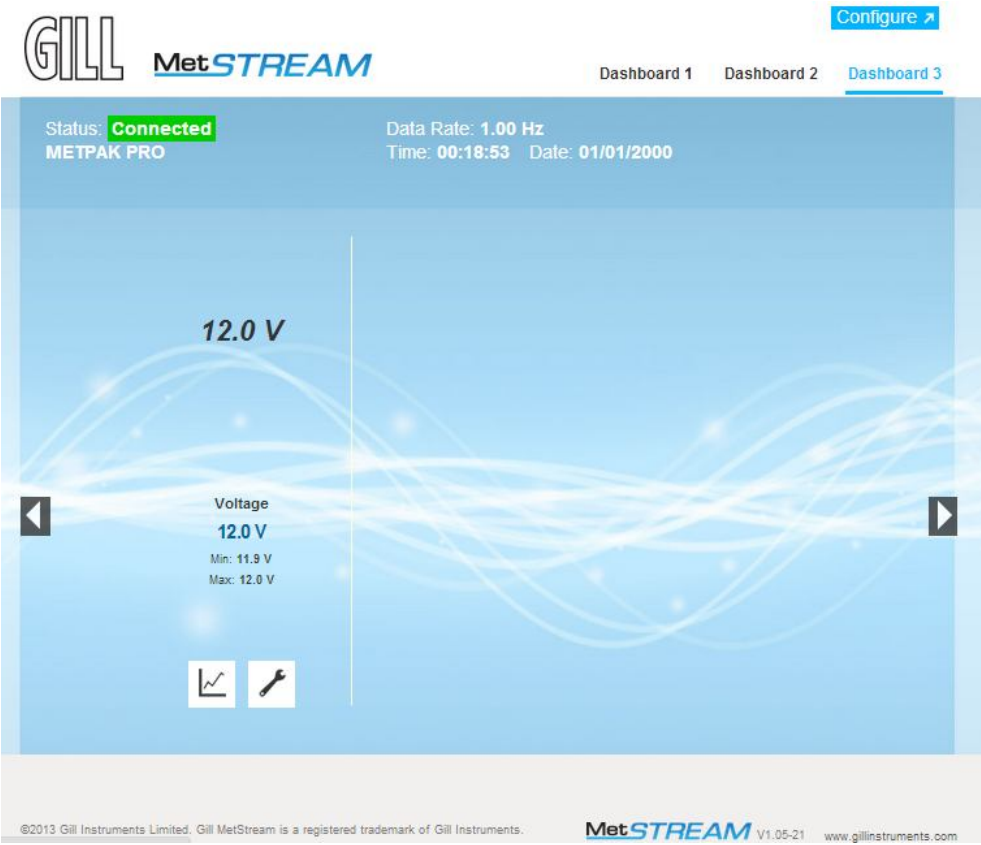 Configure
GILL
MetSTREAM
Dashboard 1 Dashboard 2 Dashboard 3
Status: Connected
METPAK PRO
Data Rate: 1.00 Hz
Time: 00:18:53 Date: 01/01/2000
12.0 V
Voltage
12.0 V
Min: 11.9 V
Max: 12.0 V
©2013 Gill Instruments Limited. Gill MetStream is a registered trademark of Gill Instruments.
MetSTREAM V1.05-21 www.gillinstruments.com